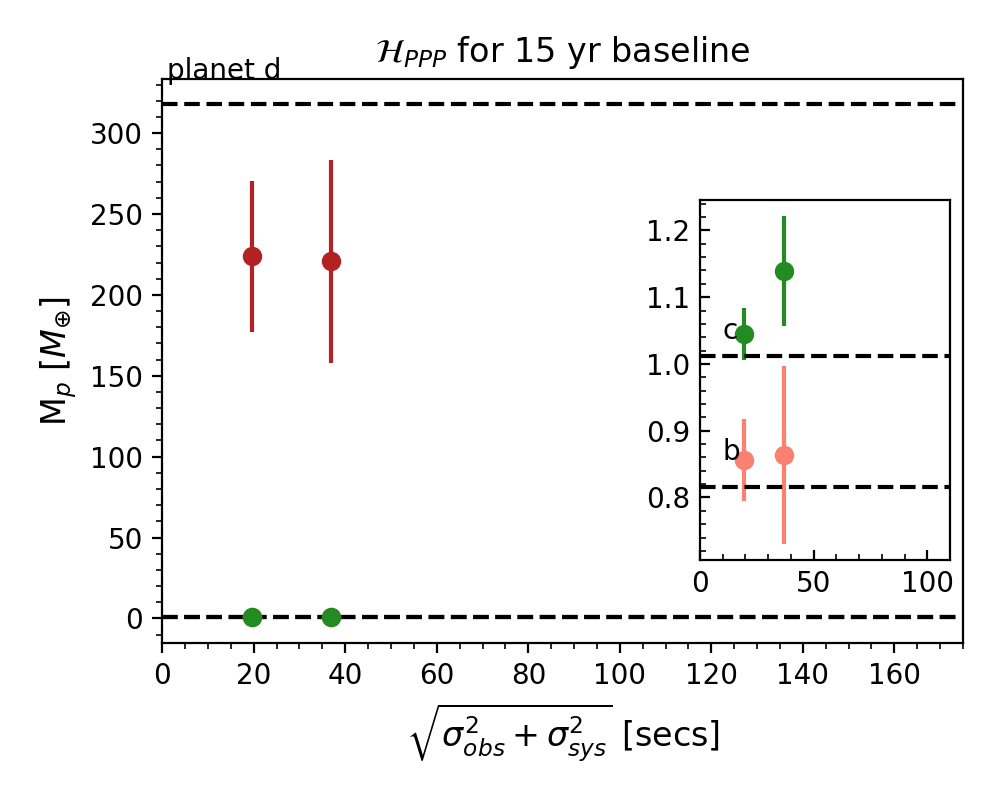 ℋ_PPP for 15 yr baseline
planet d
M_p [M_⊕]
300
250
200
150
100
50
0
0 20 40 60 80 100 120 140 160
√(σ²_obs + σ²_sys) [secs]
1.2
1.1
c
1.0
0.9
b
0.8
0 50 100